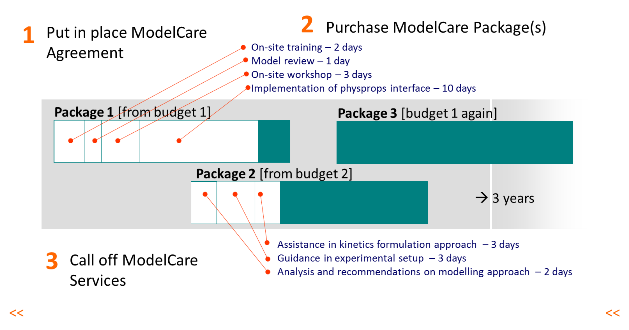 1 Put in place ModelCare
Agreement
2 Purchase ModelCare Package(s)
On-site training – 2 days
Model review – 1 day
On-site workshop – 3 days
Implementation of physprops interface – 10 days
Package 1 [from budget 1]
Package 3 [budget 1 again]
Package 2 [from budget 2]
→ 3 years
3 Call off ModelCare
Services
Assistance in kinetics formulation approach – 3 days
Guidance in experimental setup – 3 days
Analysis and recommendations on modelling approach – 2 days
<< <<